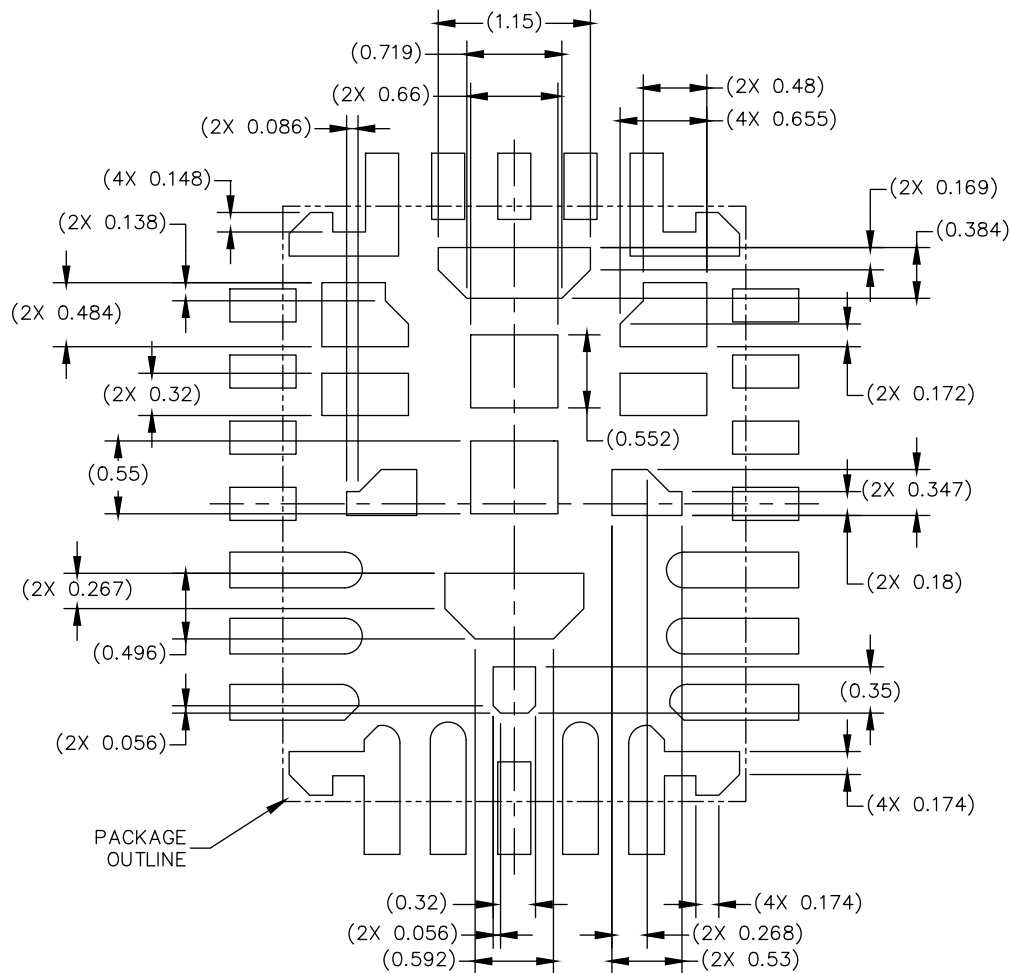 (1.15)
(0.719)
(2X 0.66)
(2X 0.48)
(2X 0.086)
(4X 0.655)
(4X 0.148)
(2X 0.169)
(2X 0.138)
(0.384)
(2X 0.484)
(2X 0.32)
(2X 0.172)
(0.552)
(0.55)
(2X 0.347)
(2X 0.267)
(2X 0.18)
(0.496)
(0.35)
(2X 0.056)
(4X 0.174)
PACKAGE
OUTLINE
(0.32)
(4X 0.174)
(2X 0.056)
(2X 0.268)
(0.592)
(2X 0.53)